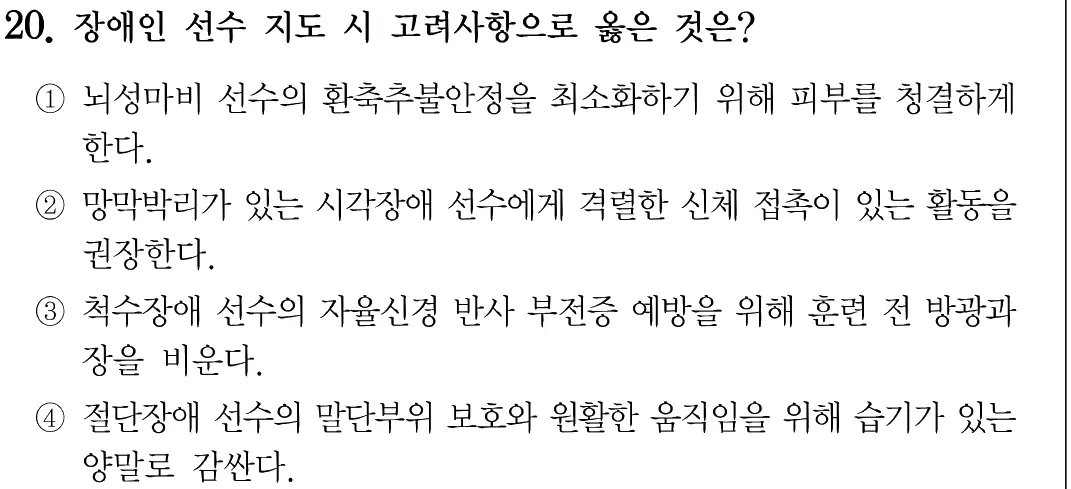 20. 장애인 선수 지도 시 고려사항으로 옳은 것은?
① 뇌성마비 선수의 환축추불안정을 최소화하기 위해 피부를 청결하게
한다.
② 망막박리가 있는 시각장애 선수에게 격렬한 신체 접촉이 있는 활동을
권장한다.
③ 척수장애 선수의 자율신경 반사 부전증 예방을 위해 훈련 전 방광과
장을 비운다.
④ 절단장애 선수의 말단부위 보호와 원활한 움직임을 위해 습기가 있는
양말로 감싼다.